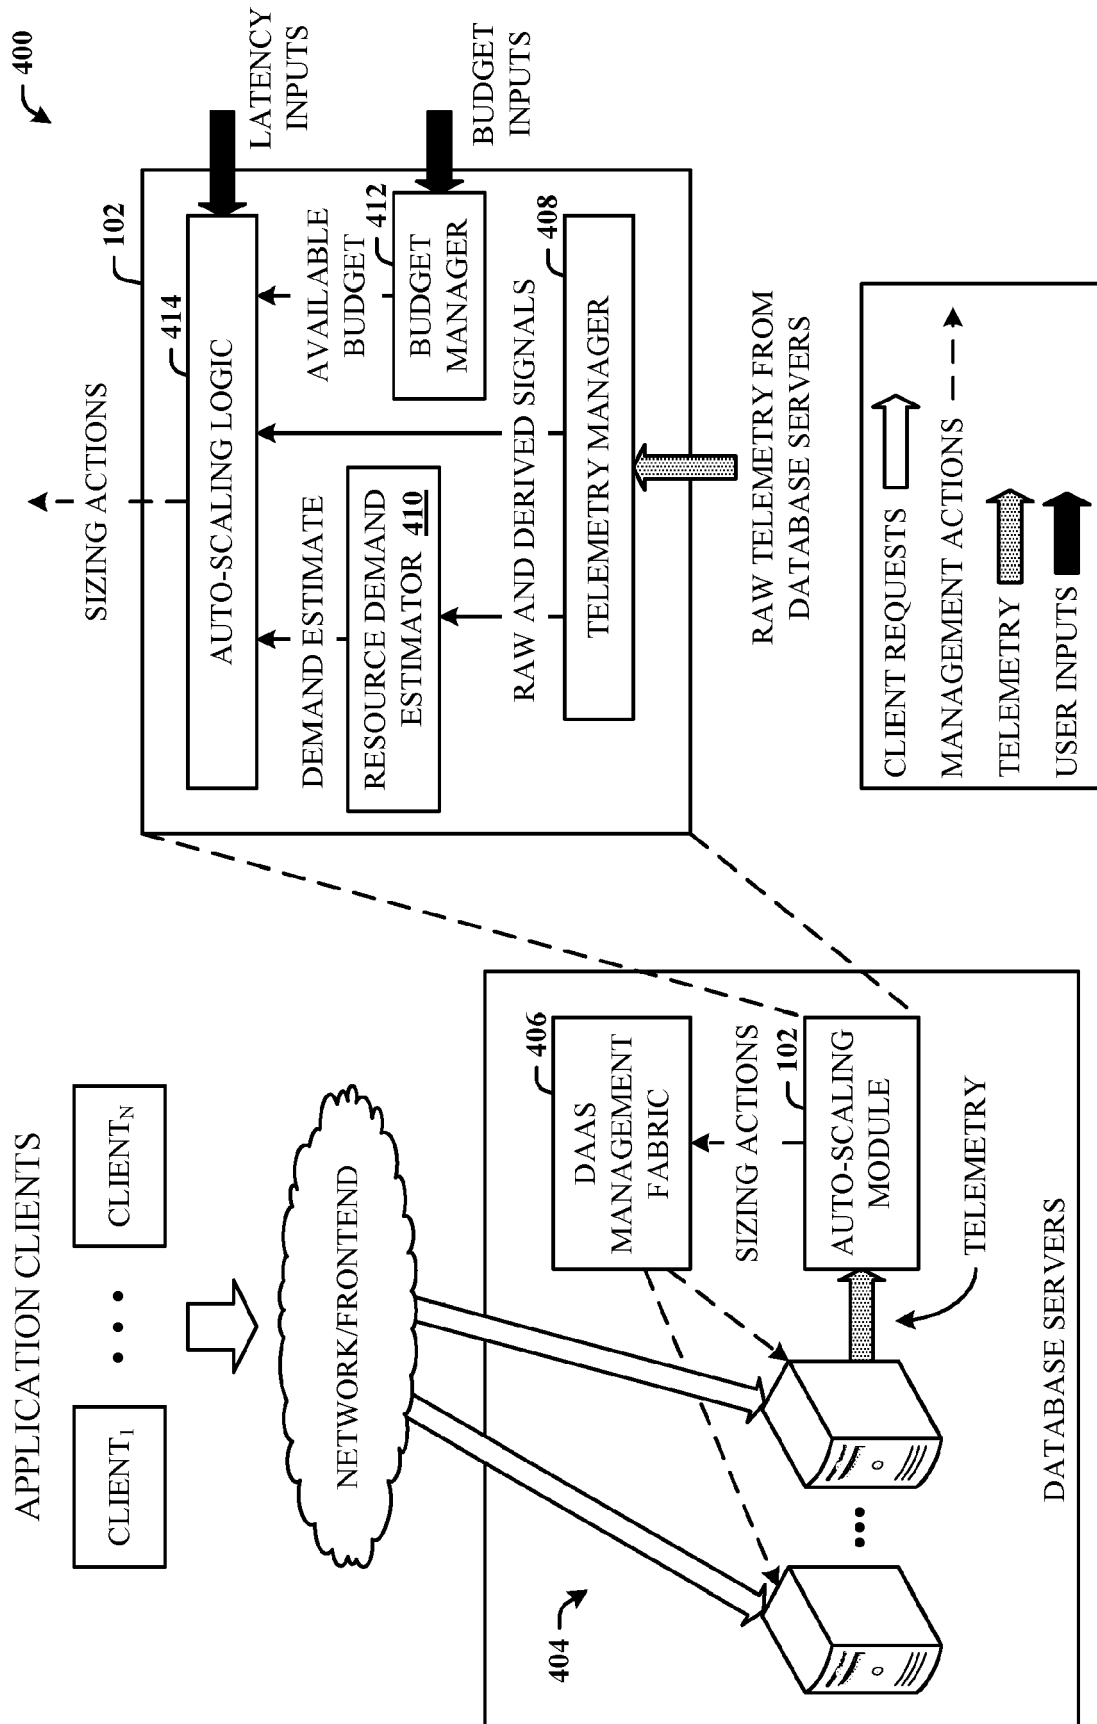 400
APPLICATION CLIENTS
CLIENT1
CLIENTN
NETWORK/FRONTEND
404
DAAS
MANAGEMENT
FABRIC
406
SIZING ACTIONS
102
AUTO-SCALING
MODULE
TELEMETRY
DATABASE SERVERS
SIZING ACTIONS
102
414
AUTO-SCALING LOGIC
LATENCY
INPUTS
DEMAND ESTIMATE
AVAILABLE
BUDGET
412
RESOURCE DEMAND
ESTIMATOR 410
BUDGET
MANAGER
BUDGET
INPUTS
RAW AND DERIVED SIGNALS
408
TELEMETRY MANAGER
RAW TELEMETRY FROM
DATABASE SERVERS
CLIENT REQUESTS
MANAGEMENT ACTIONS
TELEMETRY
USER INPUTS